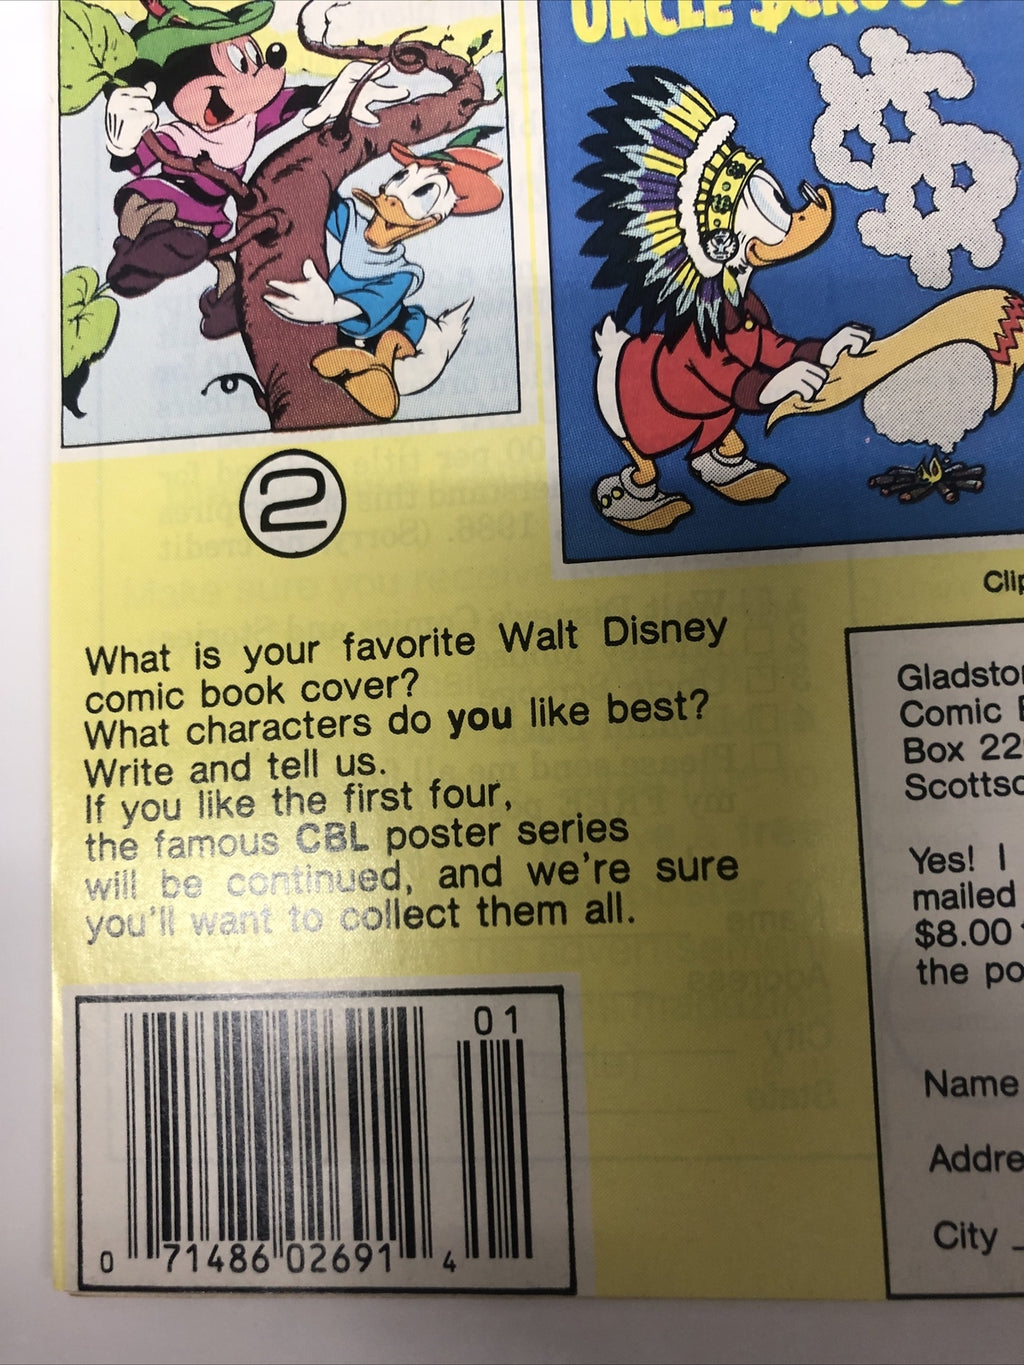 UNCLE $CROO
2
Clip
What is your favorite Walt Disney
comic book cover?
What characters do you like best?
Write and tell us.
If you like the first four,
the famous CBL poster series
will be continued, and we're sure
you'll want to collect them all.
Gladsto
Comic B
Box 22
Scottsc
Yes! I
mailed
$8.00
the po
Name
Addre
City
01
0 71486 02691 4